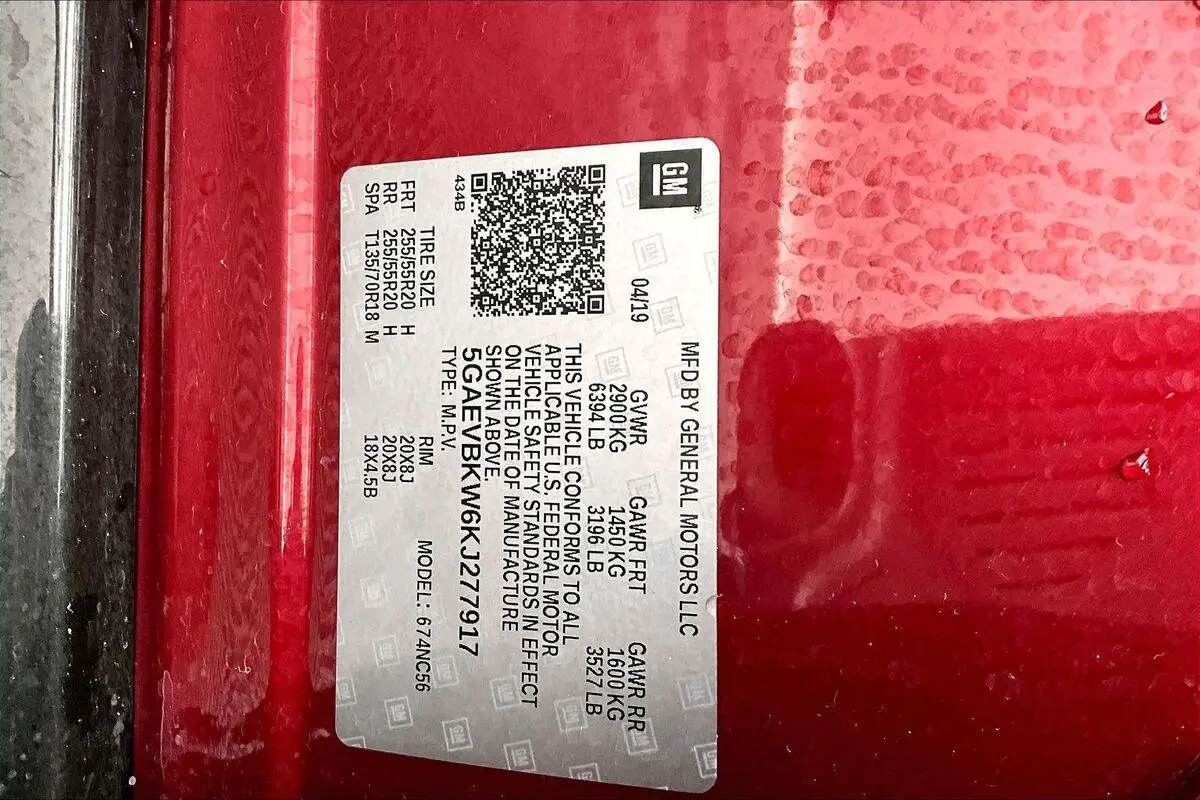 GM
MFD BY GENERAL MOTORS LLC
04/19 GVWR GAWR FRT GAWR RR
2900 KG 1450 KG 1600 KG
6394 LB 3196 LB 3527 LB
THIS VEHICLE CONFORMS TO ALL
APPLICABLE U.S. FEDERAL MOTOR
VEHICLE SAFETY STANDARDS IN EFFECT
ON THE DATE OF MANUFACTURE
SHOWN ABOVE.
5GAEVBKW6KJ277917
434B TYPE: M.P.V.
TIRE SIZE RIM MODEL: 674NC56
FRT 255/55R20 H 20X8J
RR 255/55R20 H 20X8J
SPA T135/70R18 M 18X4.5B